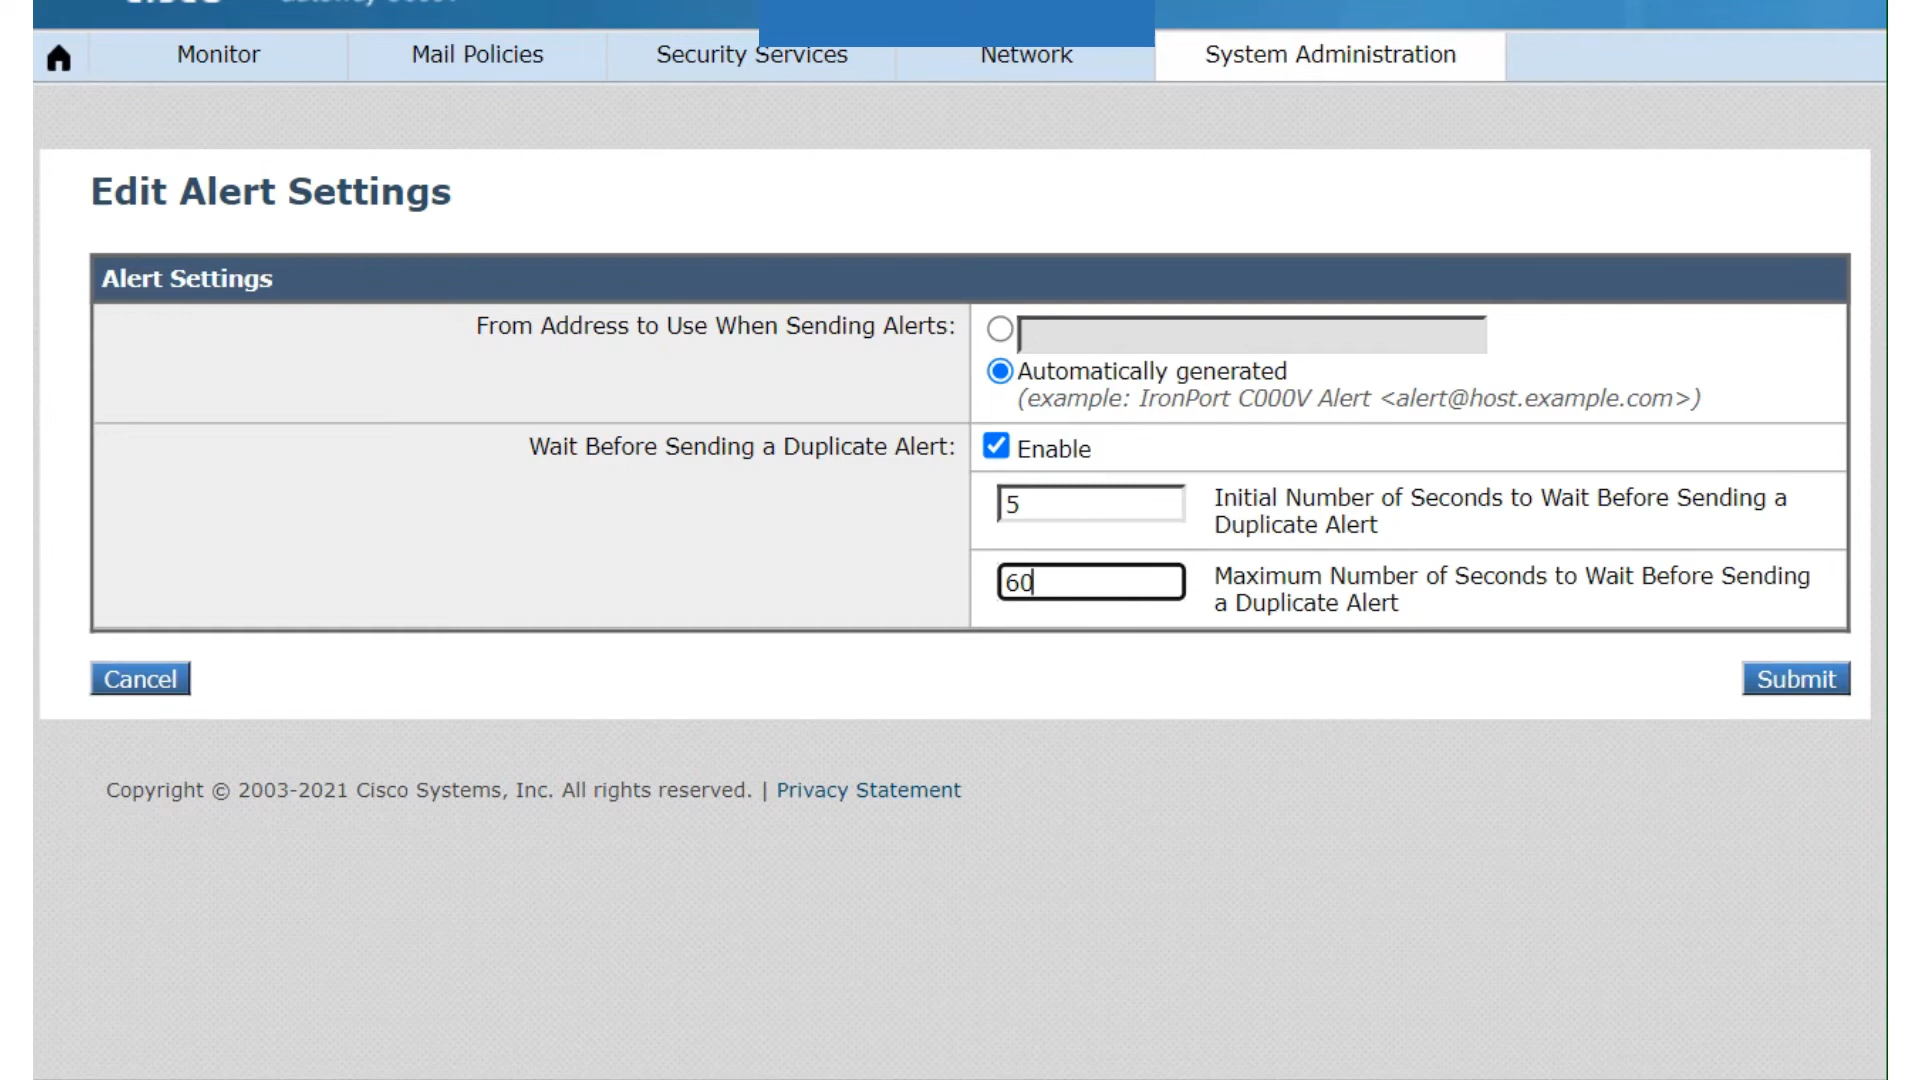 Monitor
Mail Policies
Security Services
Network
System Administration
Edit Alert Settings
Alert Settings
From Address to Use When Sending Alerts:
Automatically generated
(example: IronPort C000V Alert <alert@host.example.com>)
Wait Before Sending a Duplicate Alert:
Enable
5
Initial Number of Seconds to Wait Before Sending a
Duplicate Alert
60
Maximum Number of Seconds to Wait Before Sending
a Duplicate Alert
Cancel
Submit
Copyright © 2003-2021 Cisco Systems, Inc. All rights reserved. | Privacy Statement